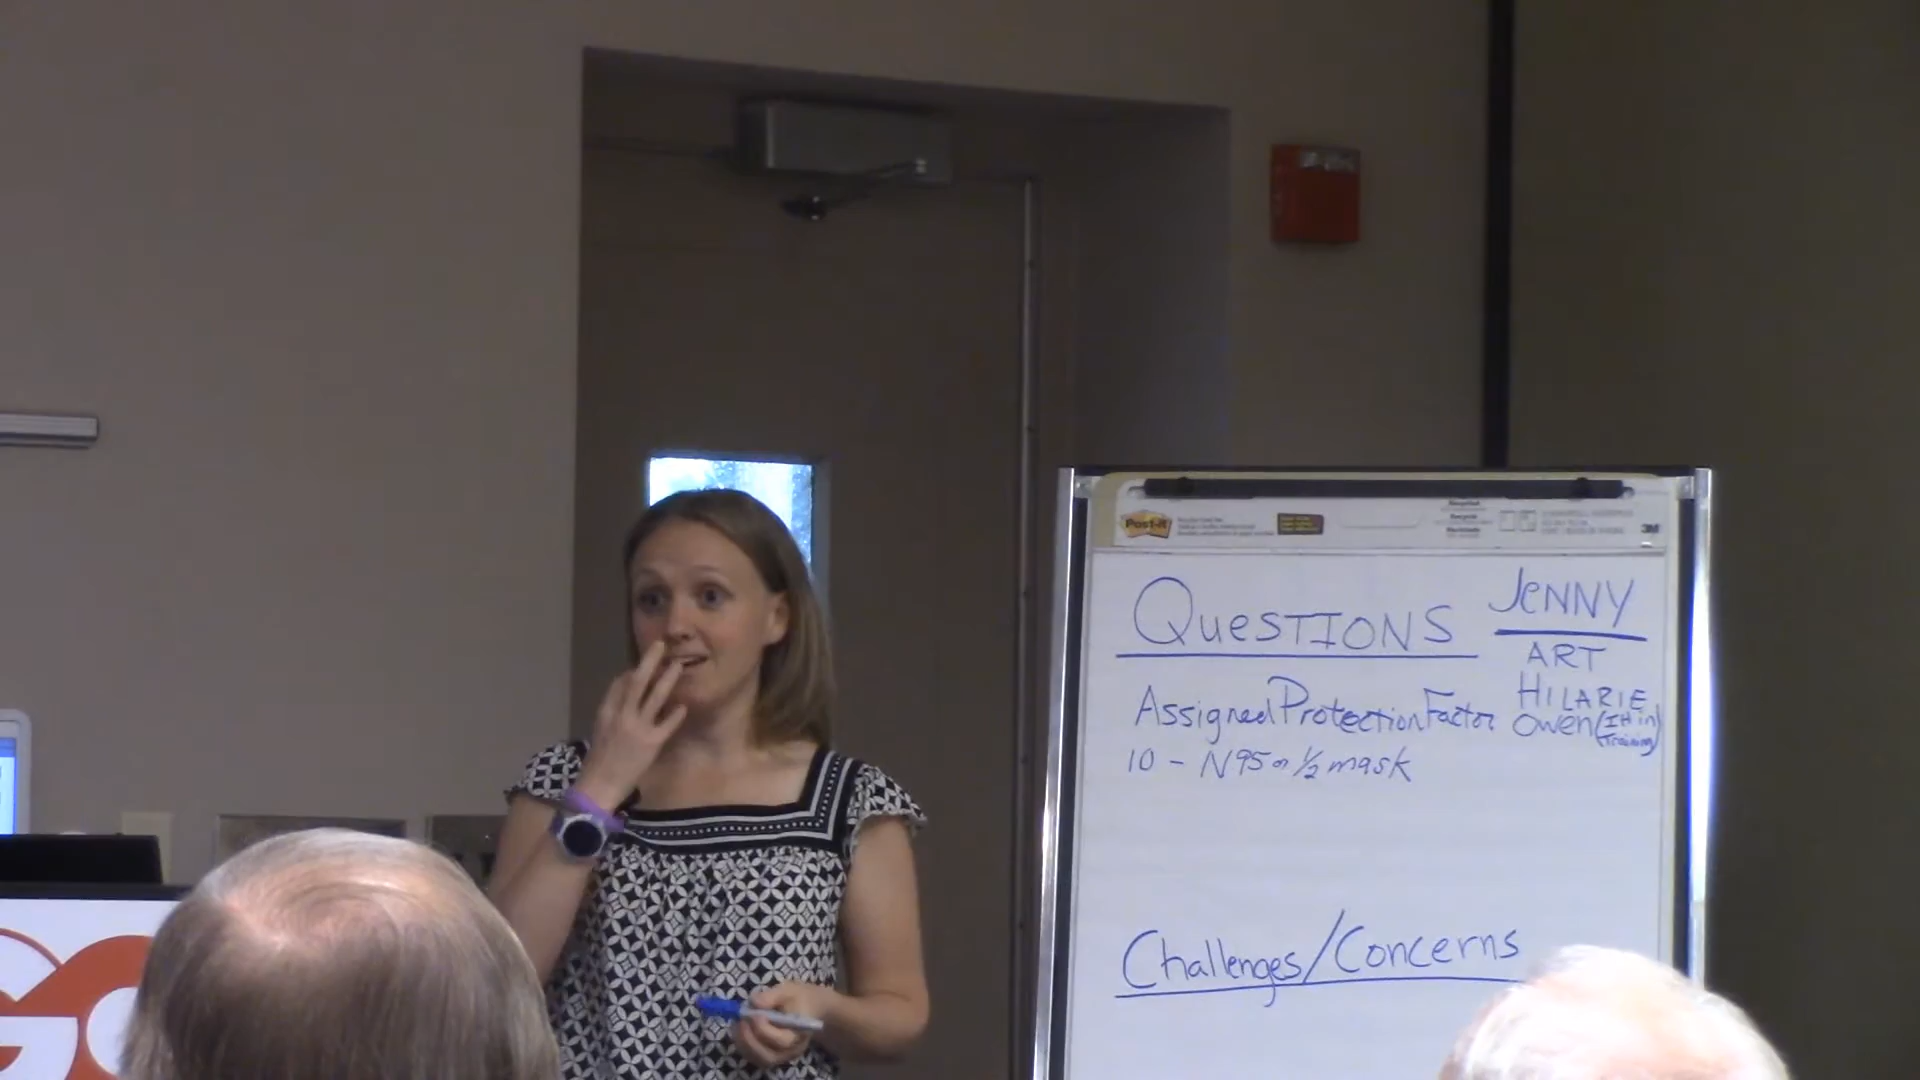 Post-it
3M
QUESTIONS
JENNY
ART
HILARIE
Owen (IH in Training)
Assigned Protection Factor
10 - N95 or 1/2 mask
Challenges/Concerns